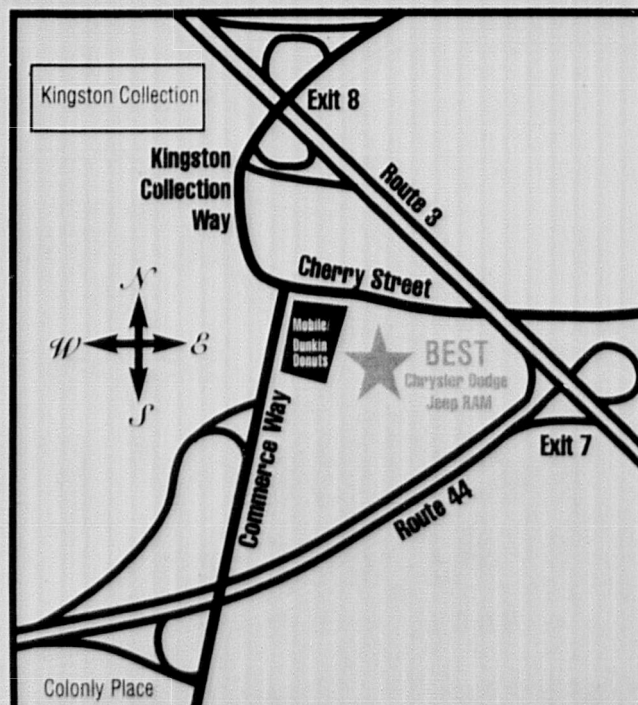 Kingston Collection
Exit 8
Kingston
Collection
Way
Route 3
Cherry Street
N
W
E
S
Mobile/
Dunkin
Donuts
BEST
Chrysler Dodge
Jeep RAM
Commerce Way
Exit 7
Route 44
Colonly Place